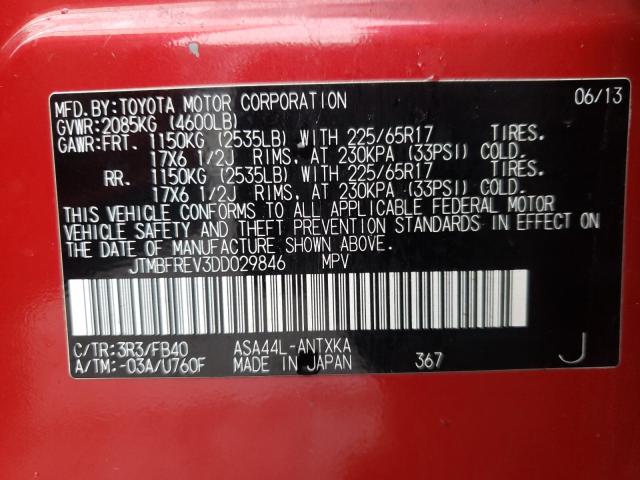 MFD.BY:TOYOTA MOTOR CORPORATION 06/13
GVWR:2085KG (4600LB)
GAWR:FRT. 1150KG (2535LB) WITH 225/65R17 TIRES.
17X6 1/2J RIMS, AT 230KPA (33PSI) COLD.
RR. 1150KG (2535LB) WITH 225/65R17 TIRES.
17X6 1/2J RIMS, AT 230KPA (33PSI) COLD.
THIS VEHICLE CONFORMS TO ALL APPLICABLE FEDERAL MOTOR
VEHICLE SAFETY AND THEFT PREVENTION STANDARDS IN EFFECT ON
THE DATE OF MANUFACTURE SHOWN ABOVE.
JTMBFREV3DD029846 MPV
C/TR:3R3/FB40 ASA44L-ANTXKA
A/TM:-03A/U760F MADE IN JAPAN 367 J